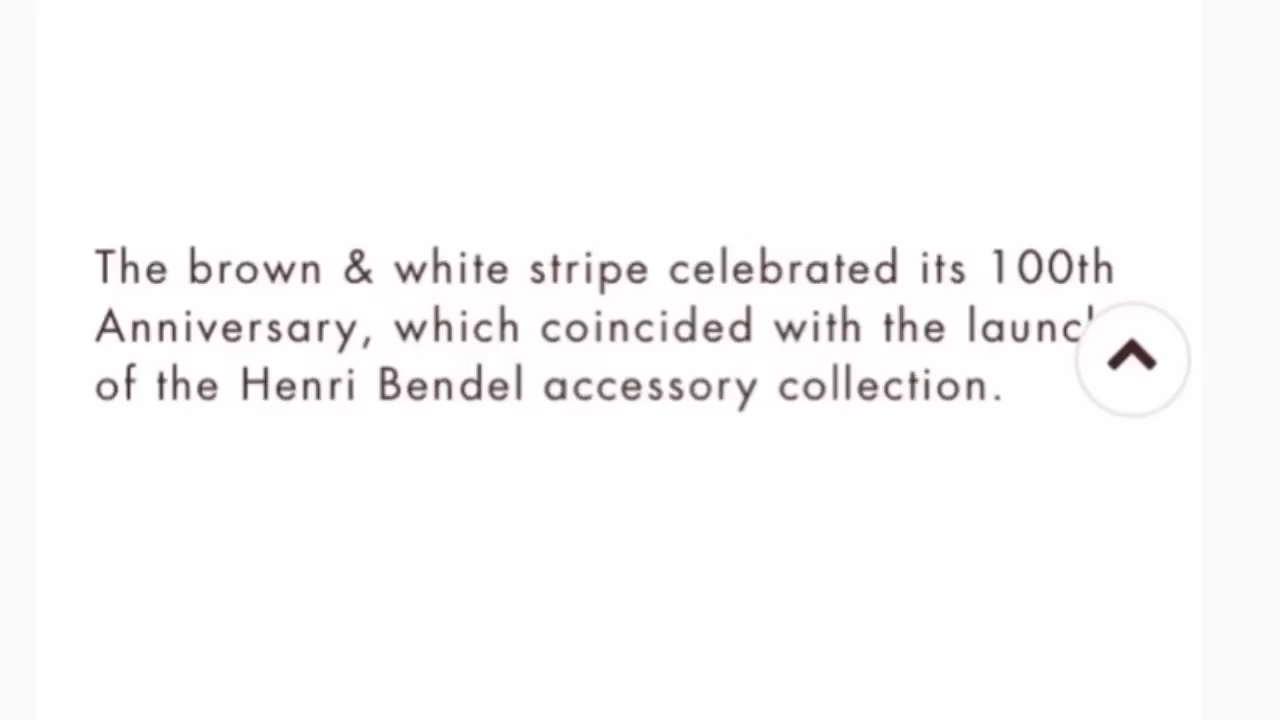 The brown & white stripe celebrated its 100th
Anniversary, which coincided with the launch
of the Henri Bendel accessory collection.